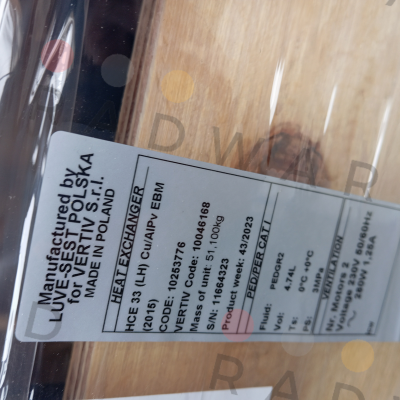 Manufactured by
LUVE-SEST POLSKA
for VERTIV S.r.l.
MADE IN POLAND
HEAT EXCHANGER
HCE 33 (LH) Cu/AlPv EBM
(2015)
CODE: 10253776
VERTIV Code: 10046168
Mass of unit: 51,100kg
S/N: 11664323
Product week: 43/2023
PED/PER CAT I
Fluid: PEDGR2
Vol: 4.74L
Ts: 0°C +0°C
PS: 3MPa
VENTILATION
Nr. Motors 2
Voltage 230V 50/60Hz
280W 1.25A